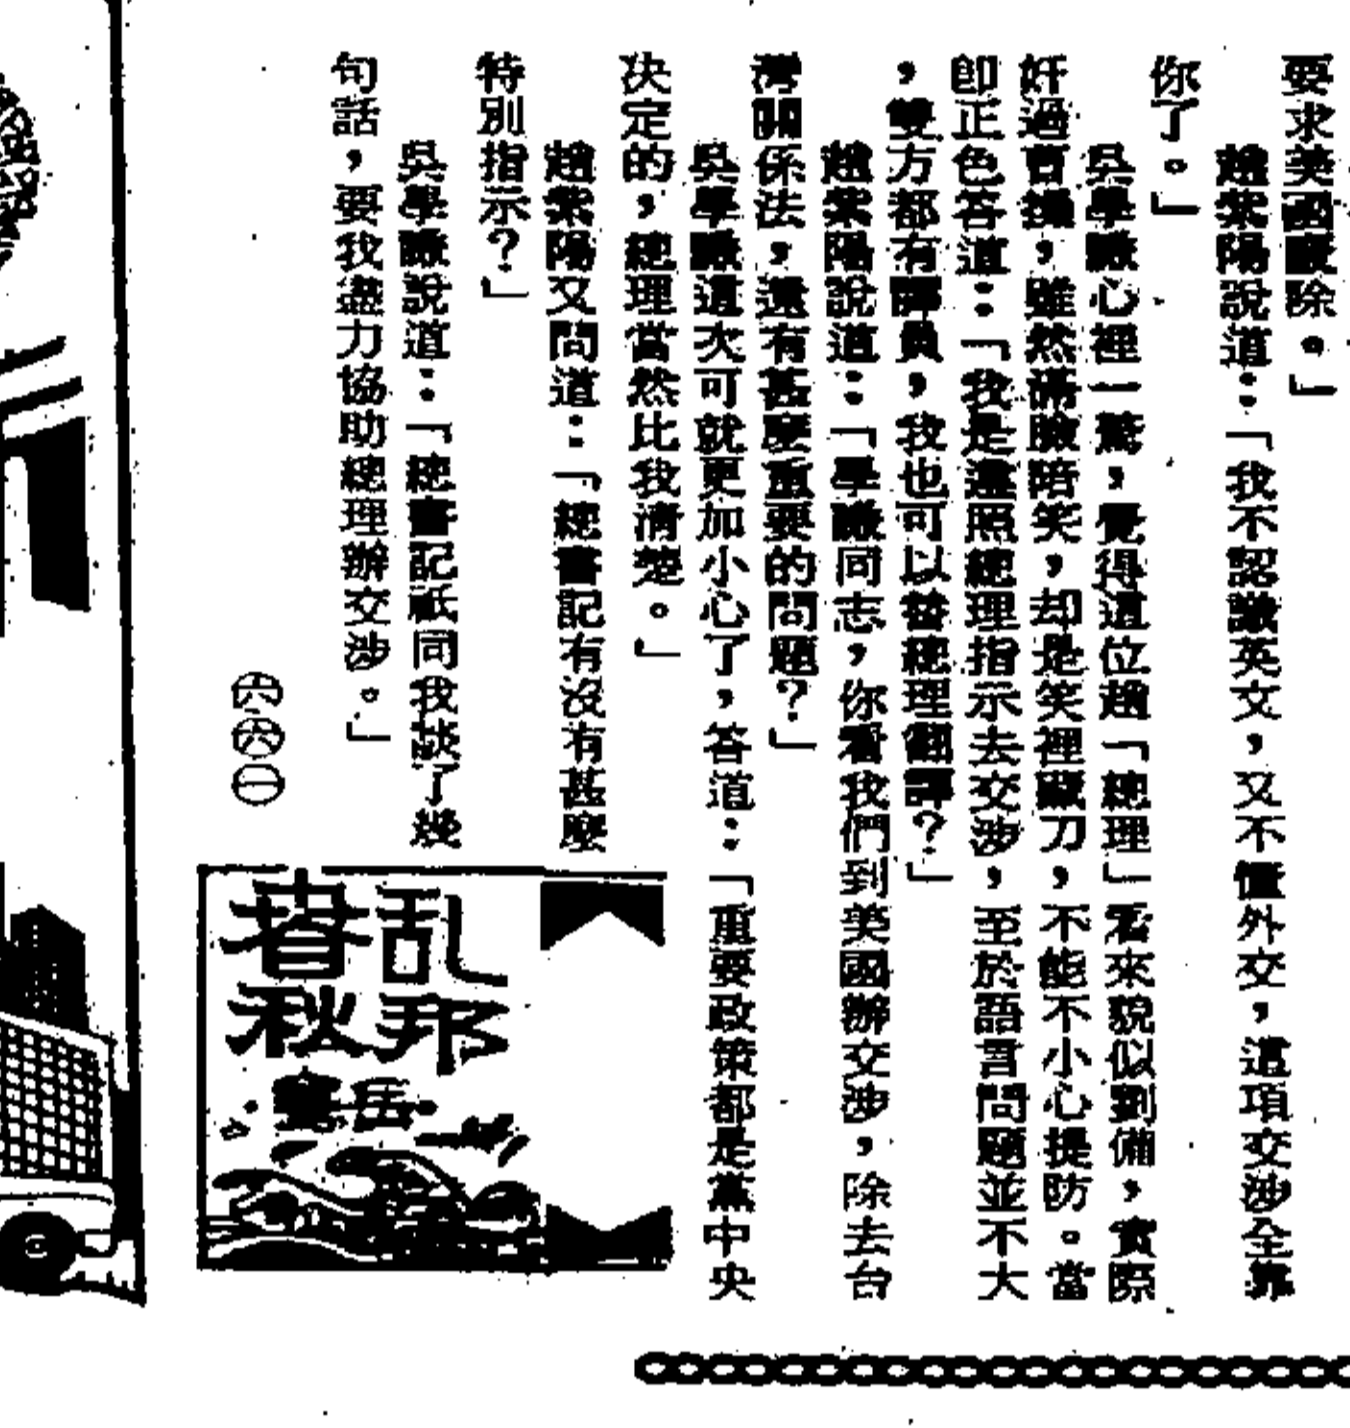 要求美國廢除。」
趙紫陽說道：「我不認識英文，又不懂外交，這項交涉全靠
你了。」
吳學謙心裡一驚，覺得這位趙「總理」看來貌似劉備，實際
奸過曹操，雖然滿臉陪笑，却是笑裡藏刀，不能不小心提防。當
即正色答道：「我是遵照總理指示去交涉，至於語言問題並不大
，雙方都有譯員，我也可以替總理翻譯？」
趙紫陽說道：「學謙同志，你看我們到美國辦交涉，除去台
灣關係法，還有甚麼重要的問題？」
吳學謙這次可就更加小心了，答道：「重要政策都是黨中央
決定的，總理當然比我清楚。」
趙紫陽又問道：「總書記有沒有甚麼
特別指示？」
吳學謙說道：「總書記祇同我談了幾
句話，要我盡力協助總理辦交涉。」
㊅㊅㊀
乱邦
春秋
岳騫